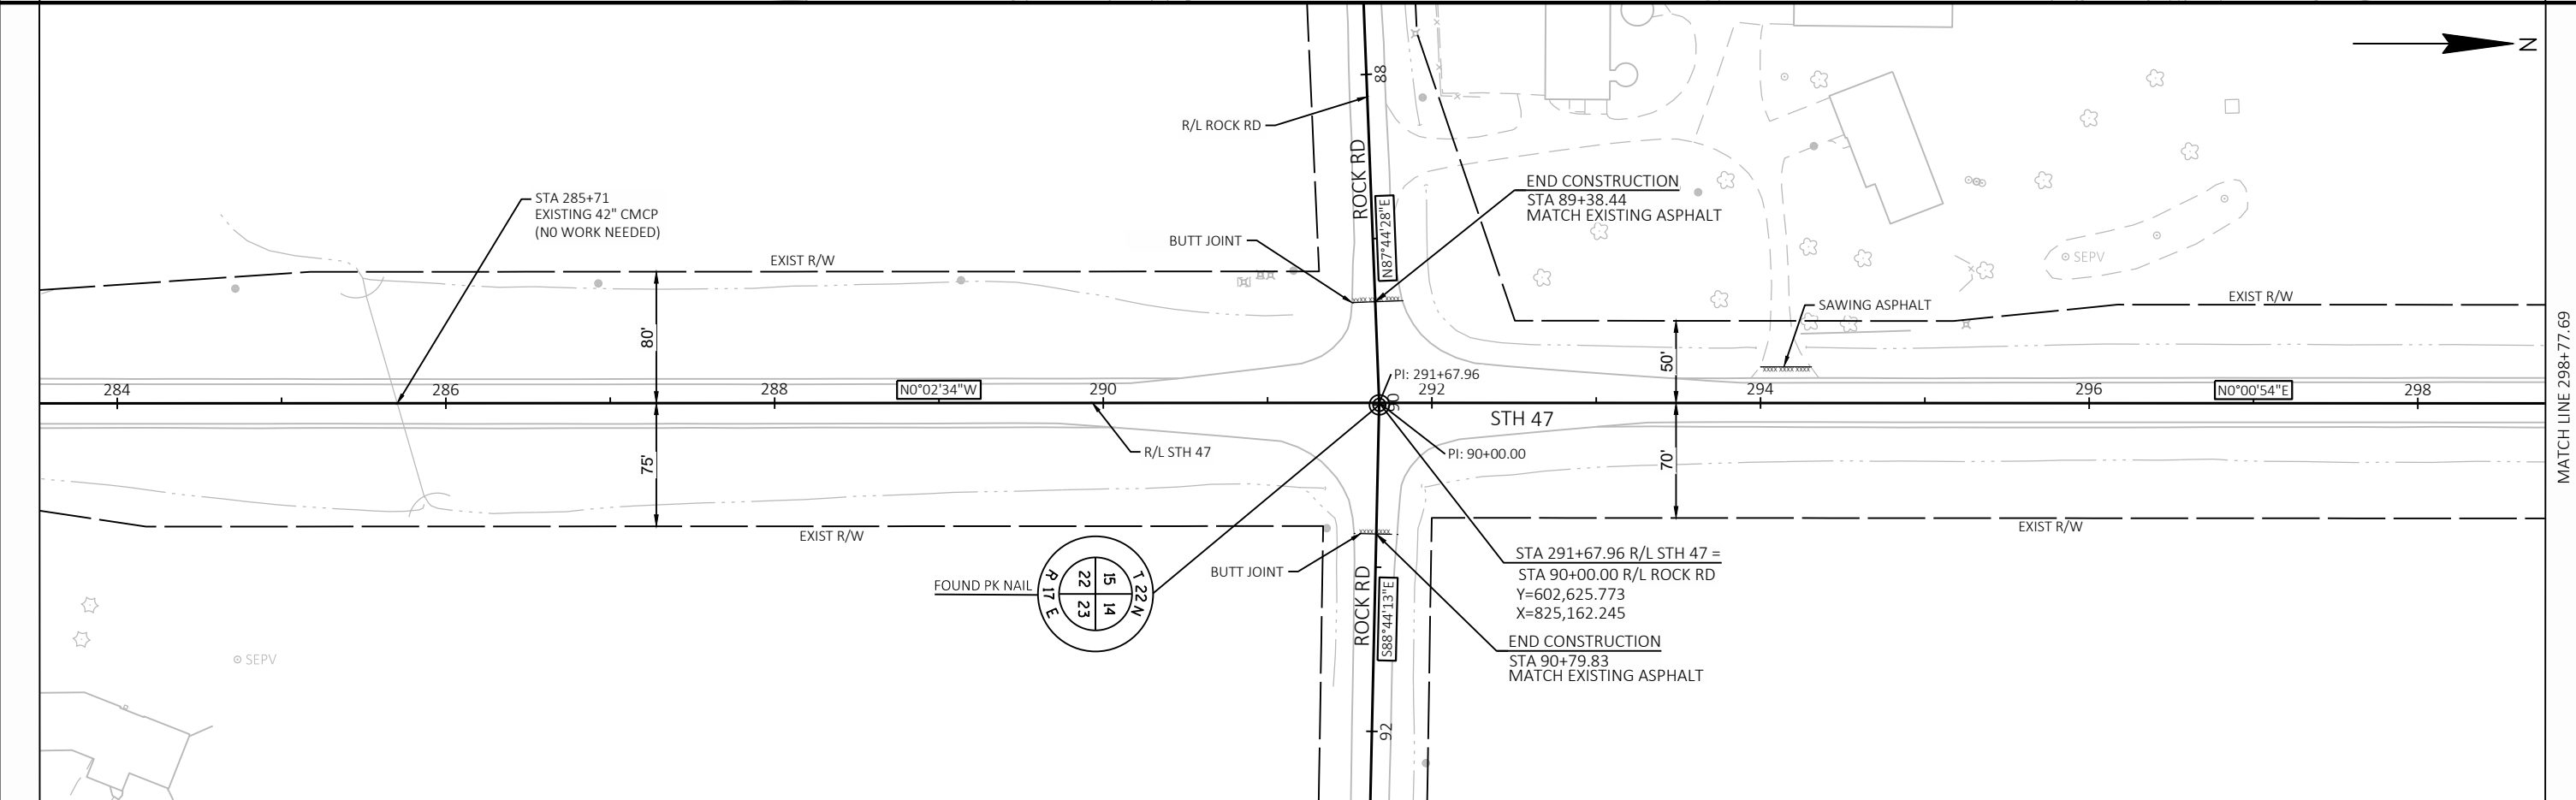 N
88
R/L ROCK RD
ROCK RD
N87°44'28"E
END CONSTRUCTION
STA 89+38.44
MATCH EXISTING ASPHALT
STA 285+71
EXISTING 42" CMCP
(NO WORK NEEDED)
BUTT JOINT
EXIST R/W
SEPV
EXIST R/W
SAWING ASPHALT
80'
50'
MATCH LINE 298+77.69
PI: 291+67.96
284
286
288
N0°02'34"W
290
90
292
294
296
N0°00'54"E
298
STH 47
R/L STH 47
PI: 90+00.00
75'
70'
EXIST R/W
EXIST R/W
STA 291+67.96 R/L STH 47 =
STA 90+00.00 R/L ROCK RD
Y=602,625.773
X=825,162.245
BUTT JOINT
FOUND PK NAIL
T 22 N
R 17 E
15
14
22
23
ROCK RD
S88°44'13"E
END CONSTRUCTION
STA 90+79.83
MATCH EXISTING ASPHALT
SEPV
92